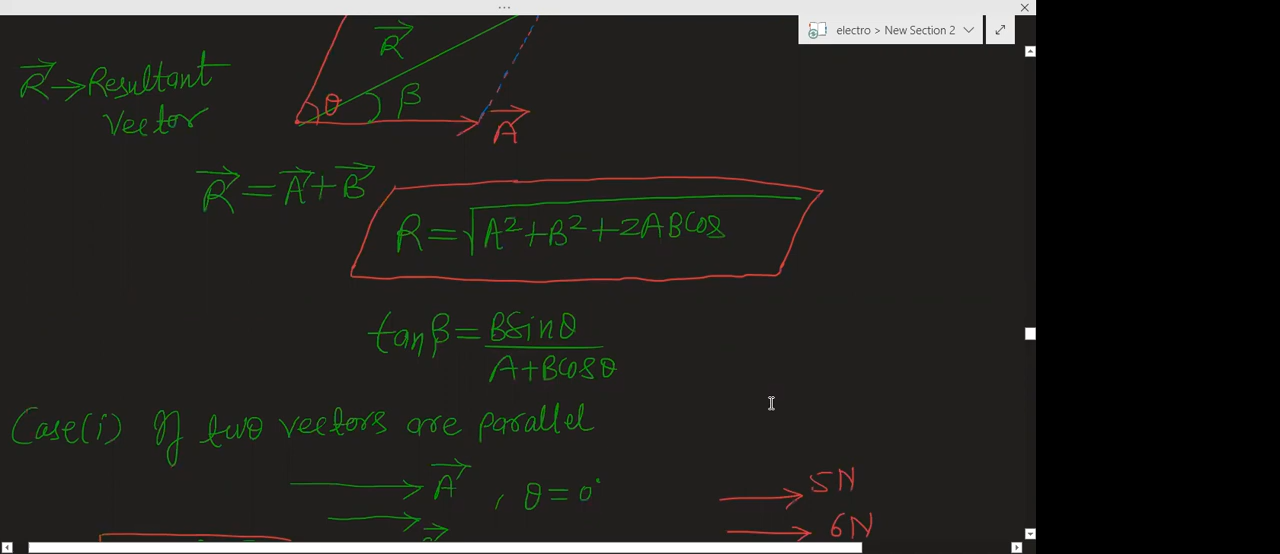 electro > New Section 2
R⃗
R⃗ → Resultant
vector
θ
β
A⃗
R⃗ = A⃗ + B⃗
R = √A² + B² + 2ABCos
tanβ = BSinθ / A + BCosθ
Case(i) If two vectors are parallel
A⃗ , θ = 0°
5N
6N